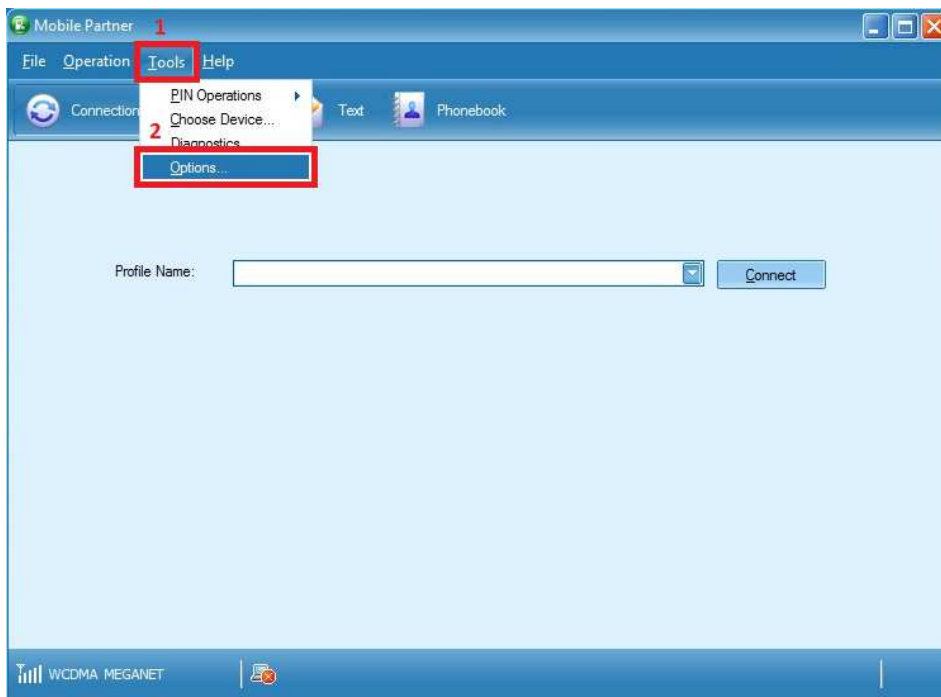 Mobile Partner 1
File Operation Tools Help
Connection Text Phonebook
PIN Operations
Choose Device...
2
Diagnostics
Options...
Profile Name: Connect
WCDMA MEGANET